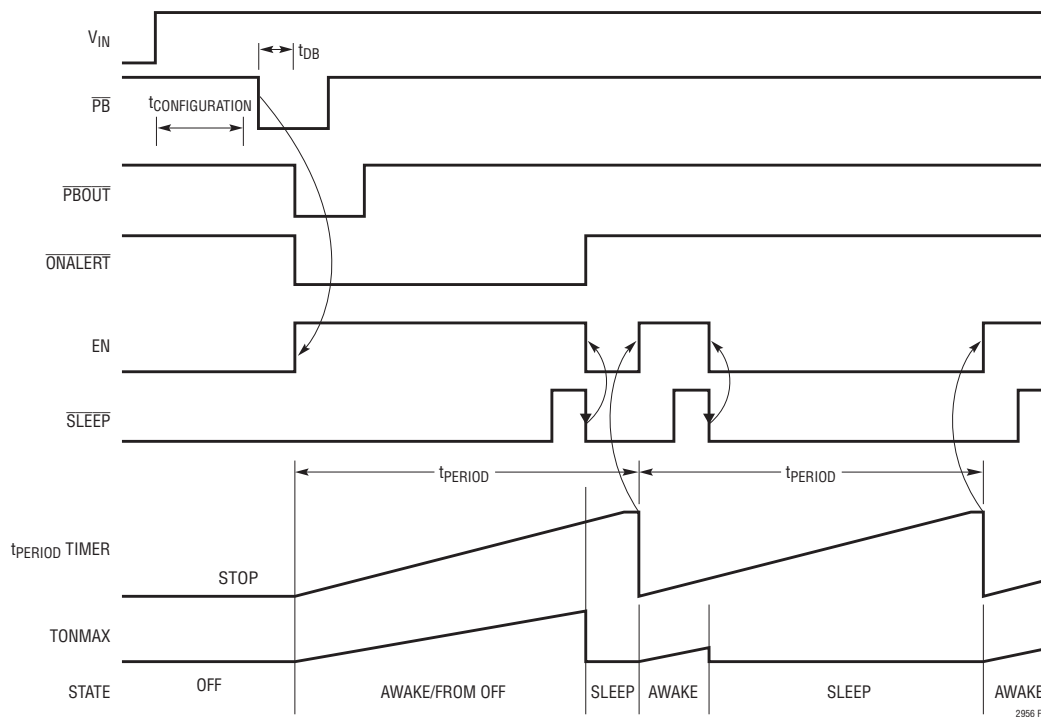 VIN
tDB
PB
tCONFIGURATION
PBOUT
ONALERT
EN
SLEEP
tPERIOD tPERIOD
tPERIOD TIMER
STOP
TONMAX
STATE OFF AWAKE/FROM OFF SLEEP AWAKE SLEEP AWAKE
2956 F